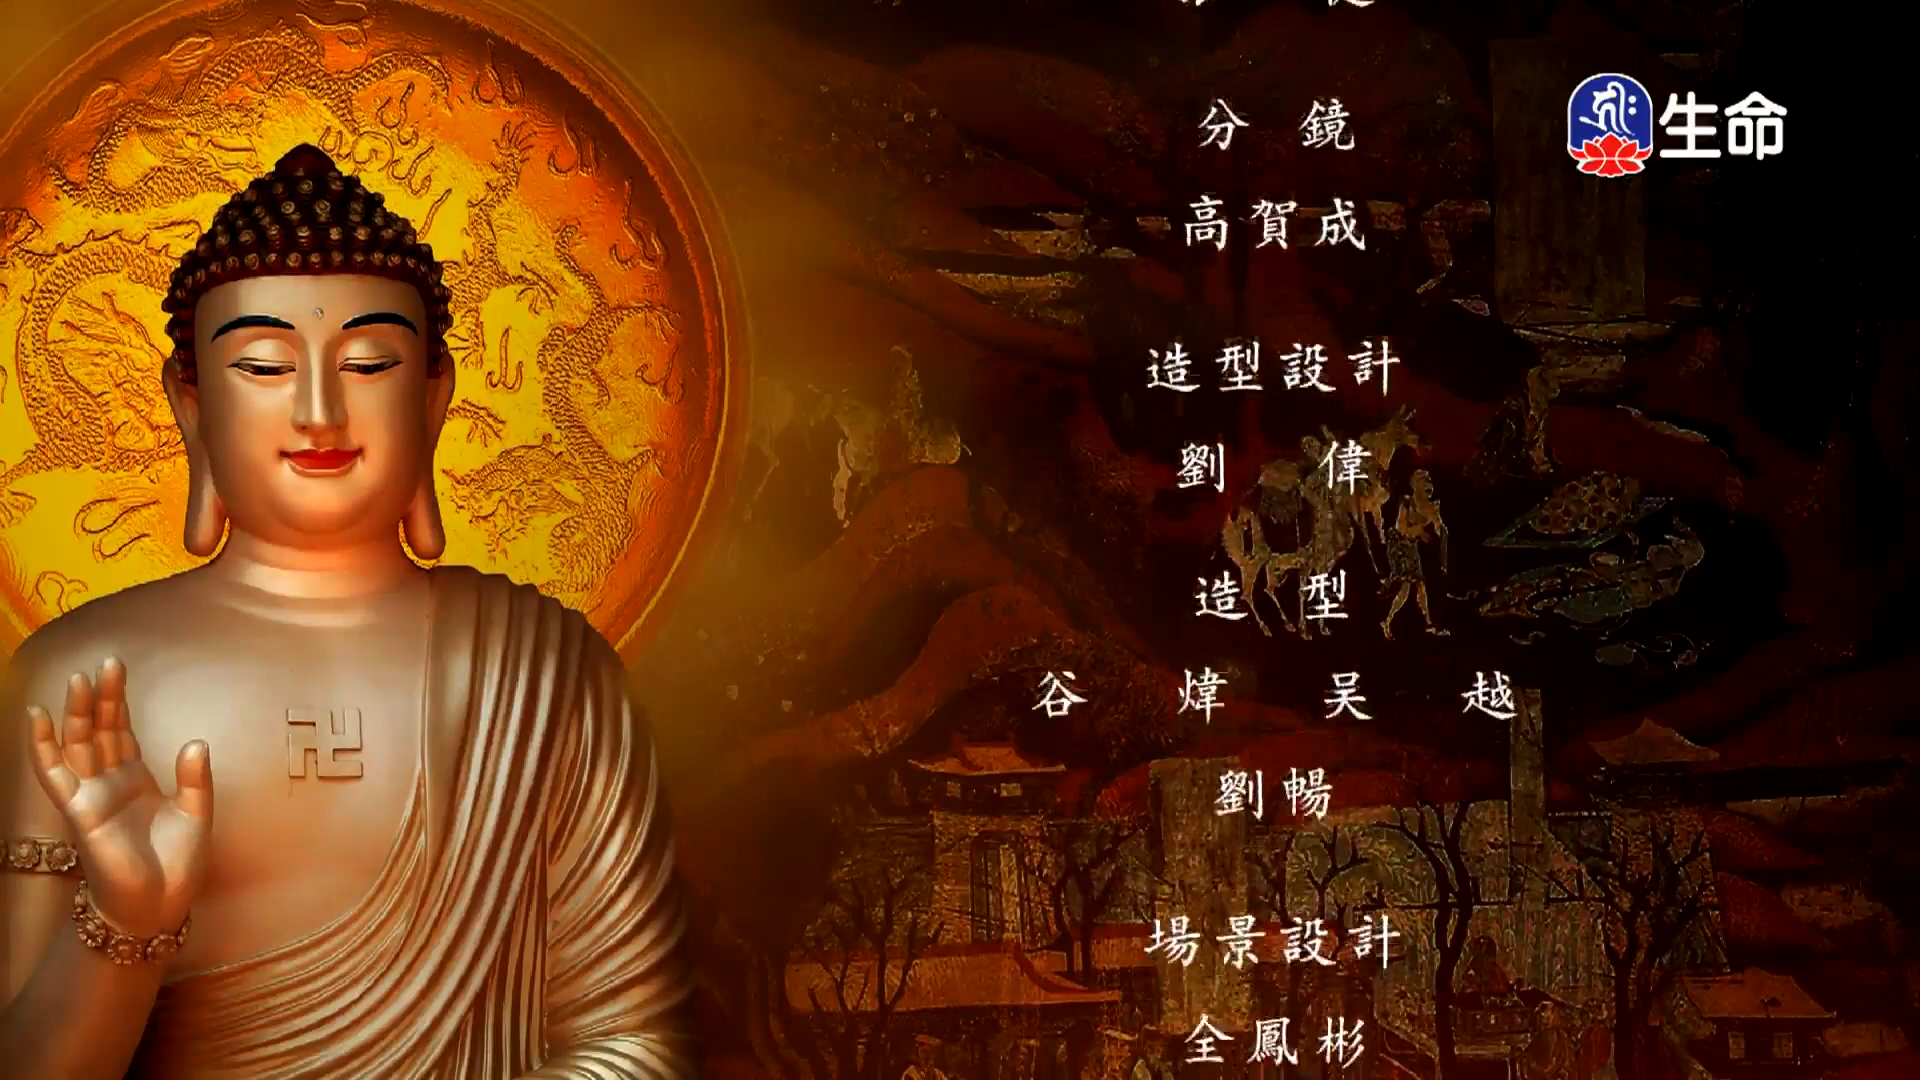 分鏡
生命
高賀成
造型設計
劉偉
造型
谷煒 吴越
劉暢
場景設計
全鳳彬